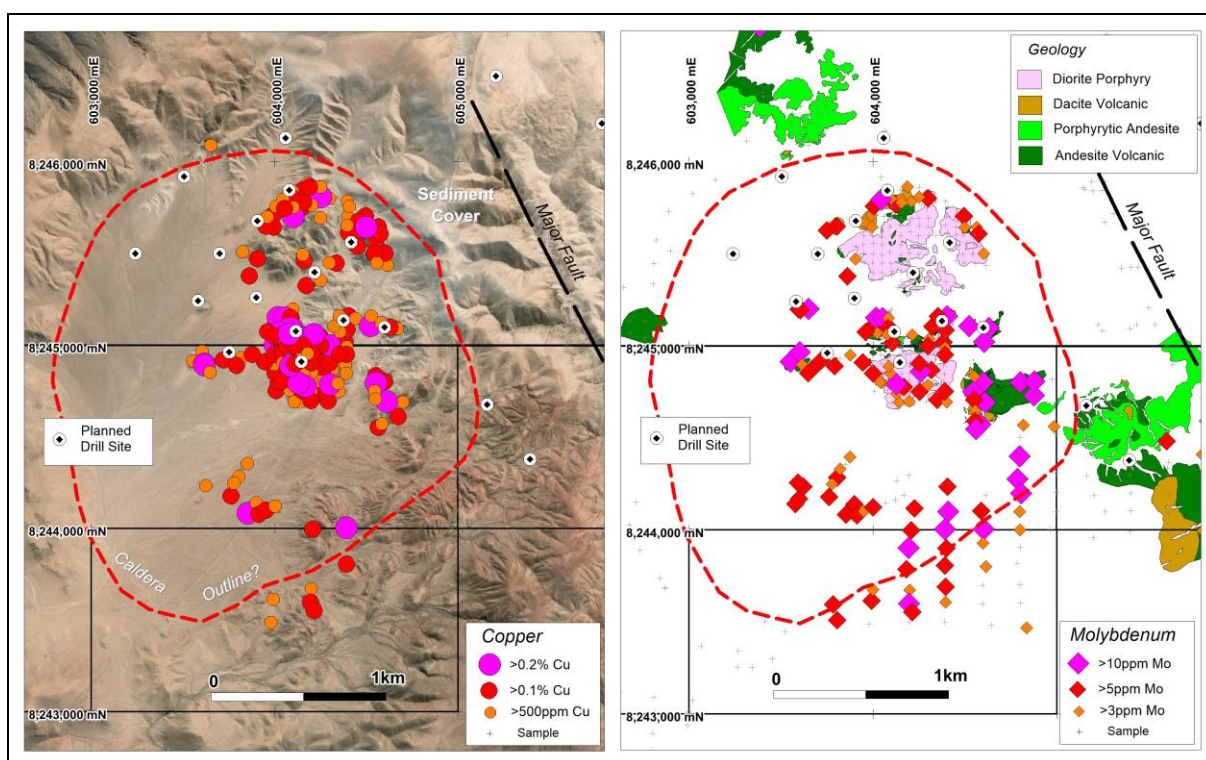 603,000 mE
604,000 mE
605,000 mE
8,246,000 mN
Sediment
Cover
Major Fault
8,245,000 mN
Planned
Drill Site
8,244,000 mN
Caldera
Outline?
Copper
>0.2% Cu
>0.1% Cu
>500ppm Cu
Sample
0
1km
8,243,000 mN
Geology
Diorite Porphyry
Dacite Volcanic
Porphyrytic Andesite
Andesite Volcanic
603,000 mE
604,000 mE
8,246,000 mN
Major Fault
8,245,000 mN
Planned
Drill Site
8,244,000 mN
Molybdenum
>10ppm Mo
>5ppm Mo
>3ppm Mo
Sample
0
1km
8,243,000 mN